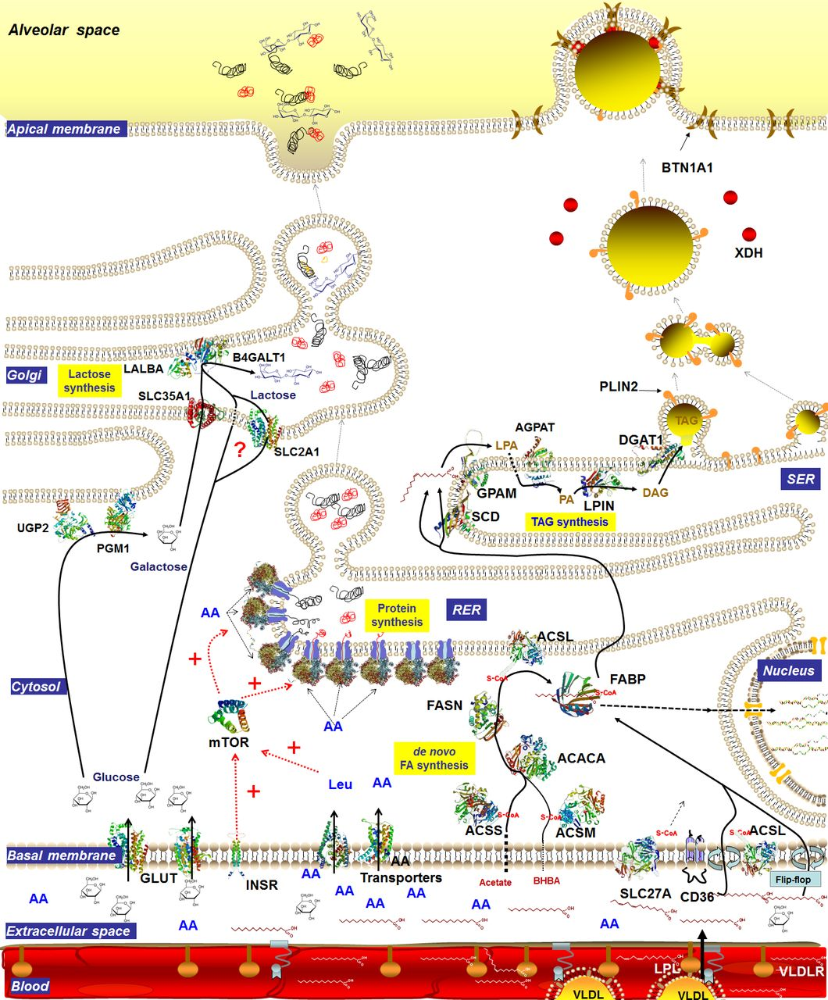 Alveolar space
Apical membrane
BTN1A1
XDH
LALBA
B4GALT1
Golgi
Lactose
synthesis
SLC35A1
Lactose
PLIN2
TAG
?
SLC2A1
LPA
AGPAT
DGAT1
SER
GPAM
PA
LPIN
DAG
SCD
TAG synthesis
UGP2
PGM1
Galactose
AA
Protein
synthesis
RER
ACSL
+
+
Cytosol
S-CoA
FABP
S-CoA
Nucleus
FASN
AA
mTOR
+
de novo
FA synthesis
ACACA
Glucose
Leu
AA
+
S-CoA
S-CoA
ACSS
ACSM
S-CoA
S-CoA
ACSL
Basal membrane
GLUT
INSR
AA
AA
Transporters
Acetate
BHBA
SLC27A
CD36
Flip-flop
AA
AA
AA
AA
AA
AA
AA
Extracellular space
Blood
VLDL
LPL
VLDL
VLDLR